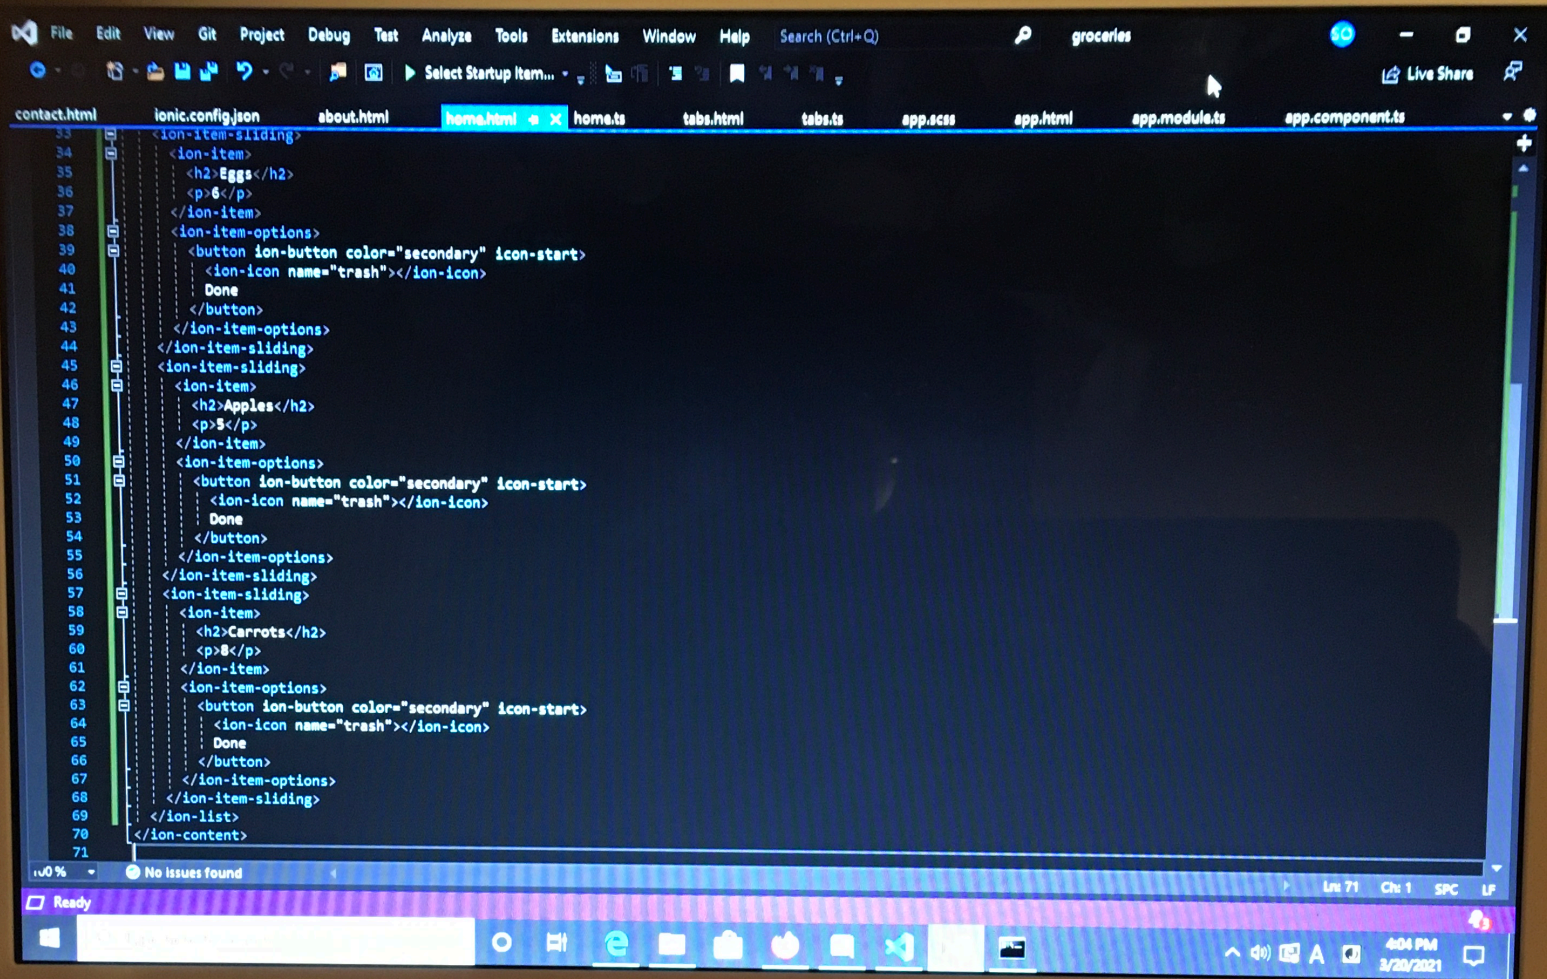 File Edit View Git Project Debug Test Analyze Tools Extensions Window Help Search (Ctrl+Q) groceries SO
Select Startup Item... Live Share
contact.html ionic.config.json about.html home.html home.ts tabs.html tabs.ts app.scss app.html app.module.ts app.component.ts
33 <ion-item-sliding>
34 <ion-item>
35 <h2>Eggs</h2>
36 <p>6</p>
37 </ion-item>
38 <ion-item-options>
39 <button ion-button color="secondary" icon-start>
40 <ion-icon name="trash"></ion-icon>
41 Done
42 </button>
43 </ion-item-options>
44 </ion-item-sliding>
45 <ion-item-sliding>
46 <ion-item>
47 <h2>Apples</h2>
48 <p>5</p>
49 </ion-item>
50 <ion-item-options>
51 <button ion-button color="secondary" icon-start>
52 <ion-icon name="trash"></ion-icon>
53 Done
54 </button>
55 </ion-item-options>
56 </ion-item-sliding>
57 <ion-item-sliding>
58 <ion-item>
59 <h2>Carrots</h2>
60 <p>8</p>
61 </ion-item>
62 <ion-item-options>
63 <button ion-button color="secondary" icon-start>
64 <ion-icon name="trash"></ion-icon>
65 Done
66 </button>
67 </ion-item-options>
68 </ion-item-sliding>
69 </ion-list>
70 </ion-content>
71
100 % No issues found Ln: 71 Ch: 1 SPC LF
Ready
A 4:04 PM
3/20/2021